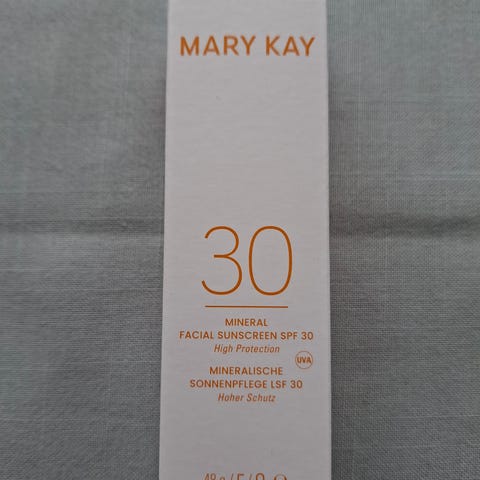 MARY KAY
30
MINERAL
FACIAL SUNSCREEN SPF 30
High Protection
UVA
MINERALISCHE
SONNENPFLEGE LSF 30
Hoher Schutz